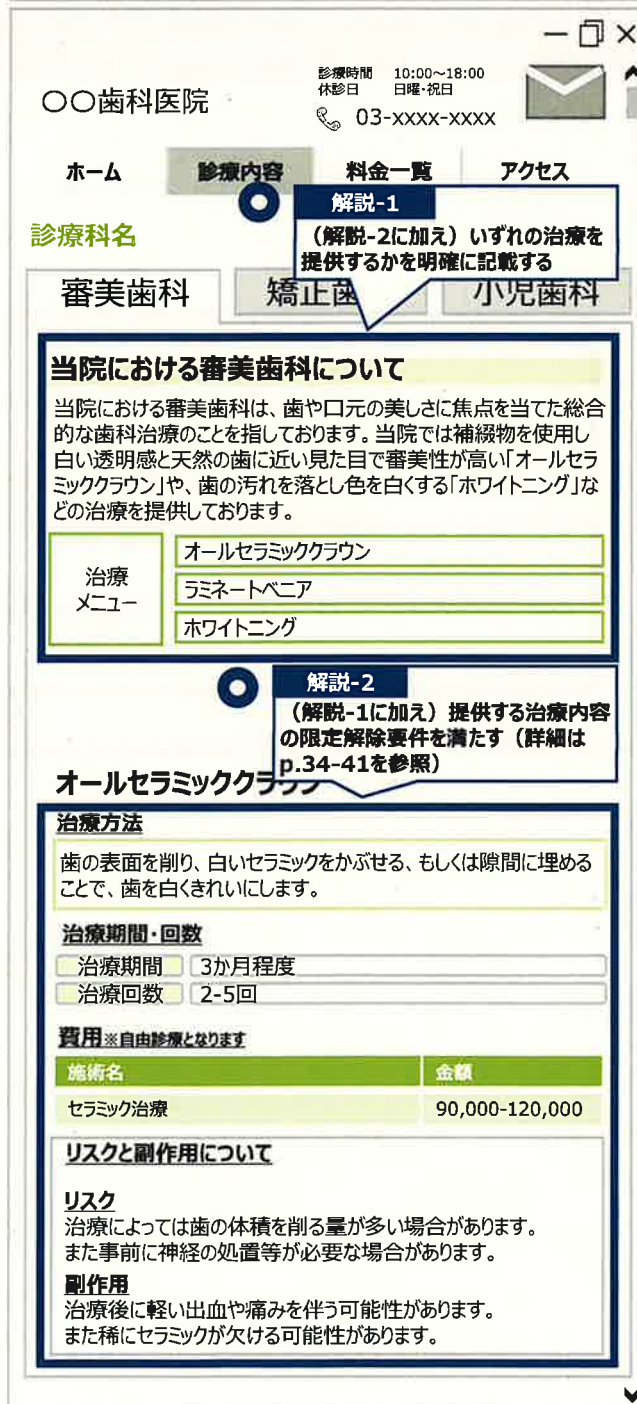 〇〇歯科医院
診療時間 10:00~18:00
休診日 日曜・祝日
03-xxxx-xxxx
ホーム 診療内容 料金一覧 アクセス
解説-1
(解説-2に加え)いずれの治療を
提供するかを明確に記載する
診療科名
審美歯科 矯正歯 小児歯科
当院における審美歯科について
当院における審美歯科は、歯や口元の美しさに焦点を当てた総合
的な歯科治療のことを指しております。当院では補綴物を使用し
白い透明感と天然の歯に近い見た目で審美性が高い「オールセラ
ミッククラウン」や、歯の汚れを落とし色を白くする「ホワイトニング」な
どの治療を提供しております。
治療
メニュー
オールセラミッククラウン
ラミネートベニア
ホワイトニング
解説-2
(解説-1に加え)提供する治療内容
の限定解除要件を満たす(詳細は
p.34-41を参照)
オールセラミッククラウン
治療方法
歯の表面を削り、白いセラミックをかぶせる、もしくは隙間に埋める
ことで、歯を白くきれいにします。
治療期間・回数
治療期間 3か月程度
治療回数 2-5回
費用※自由診療となります
施術名 金額
セラミック治療 90,000-120,000
リスクと副作用について
リスク
治療によっては歯の体積を削る量が多い場合があります。
また事前に神経の処置等が必要な場合があります。
副作用
治療後に軽い出血や痛みを伴う可能性があります。
また稀にセラミックが欠ける可能性があります。